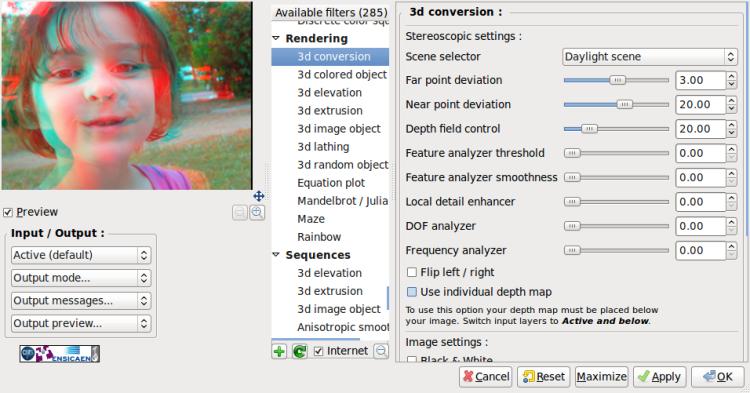 Preview
Input / Output :
Active (default)
Output mode...
Output messages...
Output preview...
ENSICAEN
Available filters (285)
Discrete color squ
Rendering
3d conversion
3d colored object
3d elevation
3d extrusion
3d image object
3d lathing
3d random object
Equation plot
Mandelbrot / Julia
Maze
Rainbow
Sequences
3d elevation
3d extrusion
3d image object
Anisotropic smoot
Internet
3d conversion :
Stereoscopic settings :
Scene selector Daylight scene
Far point deviation 3.00
Near point deviation 20.00
Depth field control 20.00
Feature analyzer threshold 0.00
Feature analyzer smoothness 0.00
Local detail enhancer 0.00
DOF analyzer 0.00
Frequency analyzer 0.00
Flip left / right
Use individual depth map
To use this option your depth map must be placed below
your image. Switch input layers to Active and below.
Image settings :
Black & White
Cancel Reset Maximize Apply OK